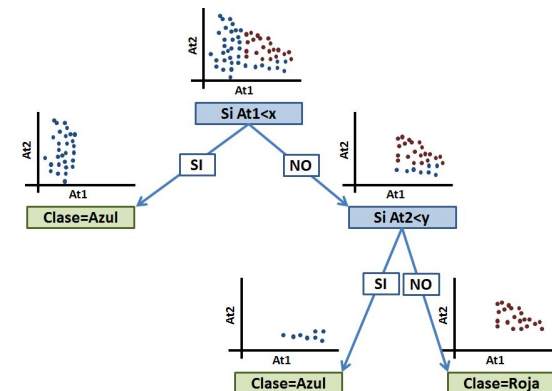 At2
At1
Si At1<x
At2
At1
SI
NO
At2
At1
Clase=Azul
Si At2<y
At2
At1
SI
NO
At2
At1
Clase=Azul
Clase=Roja